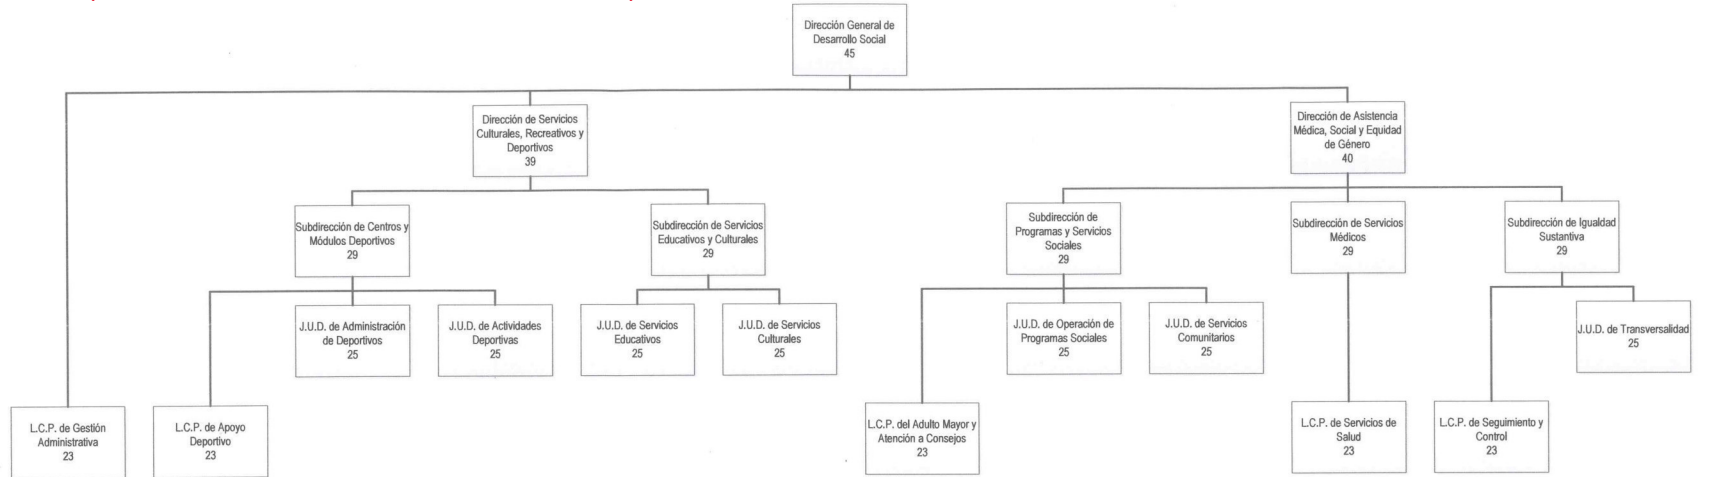 Dirección General de
Desarrollo Social
45
Dirección de Servicios
Culturales, Recreativos y
Deportivos
39
Dirección de Asistencia
Médica, Social y Equidad
de Género
40
Subdirección de Centros y
Módulos Deportivos
29
Subdirección de Servicios
Educativos y Culturales
29
Subdirección de
Programas y Servicios
Sociales
29
Subdirección de Servicios
Médicos
29
Subdirección de Igualdad
Sustantiva
29
J.U.D. de Administración
de Deportivos
25
J.U.D. de Actividades
Deportivas
25
J.U.D. de Servicios
Educativos
25
J.U.D. de Servicios
Culturales
25
J.U.D. de Operación de
Programas Sociales
25
J.U.D. de Servicios
Comunitarios
25
J.U.D. de Transversalidad
25
L.C.P. de Gestión
Administrativa
23
L.C.P. de Apoyo
Deportivo
23
L.C.P. del Adulto Mayor y
Atención a Consejos
23
L.C.P. de Servicios de
Salud
23
L.C.P. de Seguimiento y
Control
23